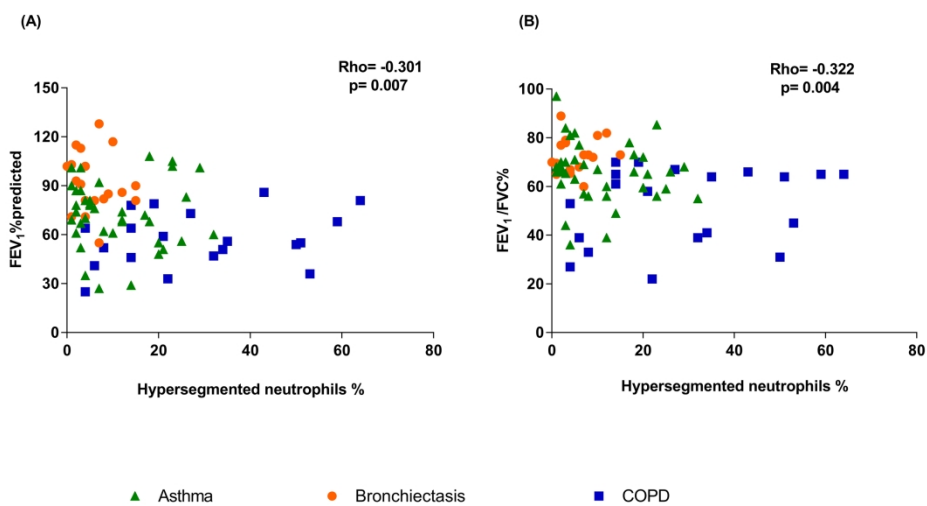 (A)
Rho= -0.301
p= 0.007
150
120
90
60
30
0
FEV1%predicted
0 20 40 60 80
Hypersegmented neutrophils %
(B)
Rho= -0.322
p= 0.004
100
80
60
40
20
0
FEV1 /FVC%
0 20 40 60 80
Hypersegmented neutrophils %
Asthma Bronchiectasis COPD